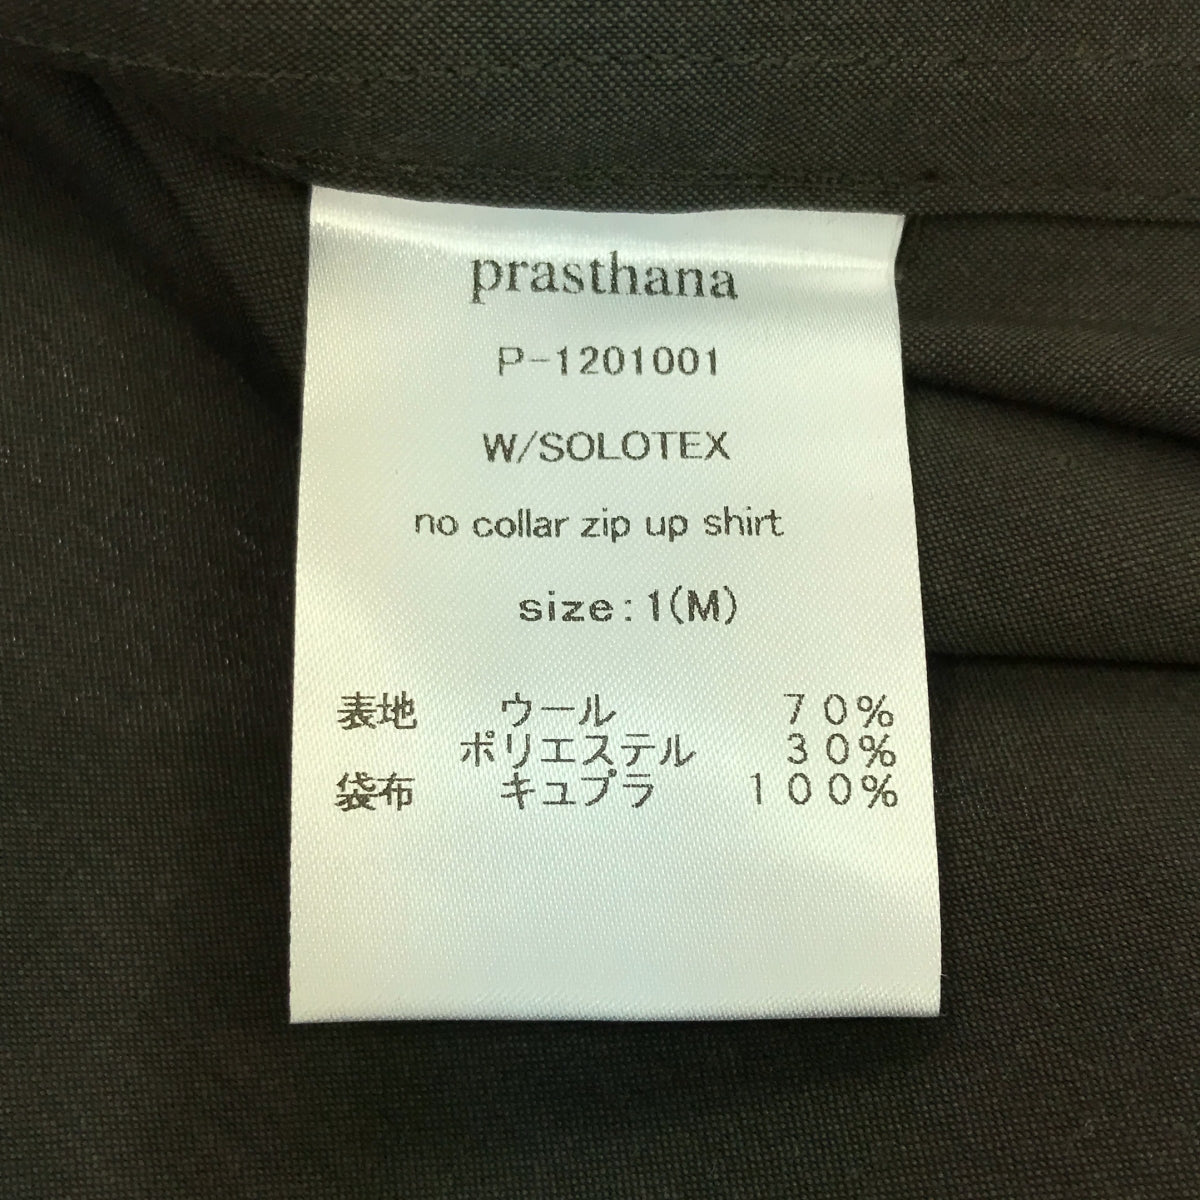 prasthana
P-1201001
W/SOLOTEX
no collar zip up shirt
size:1(M)
表地 ウール 70%
ポリエステル 30%
袋布 キュプラ 100%